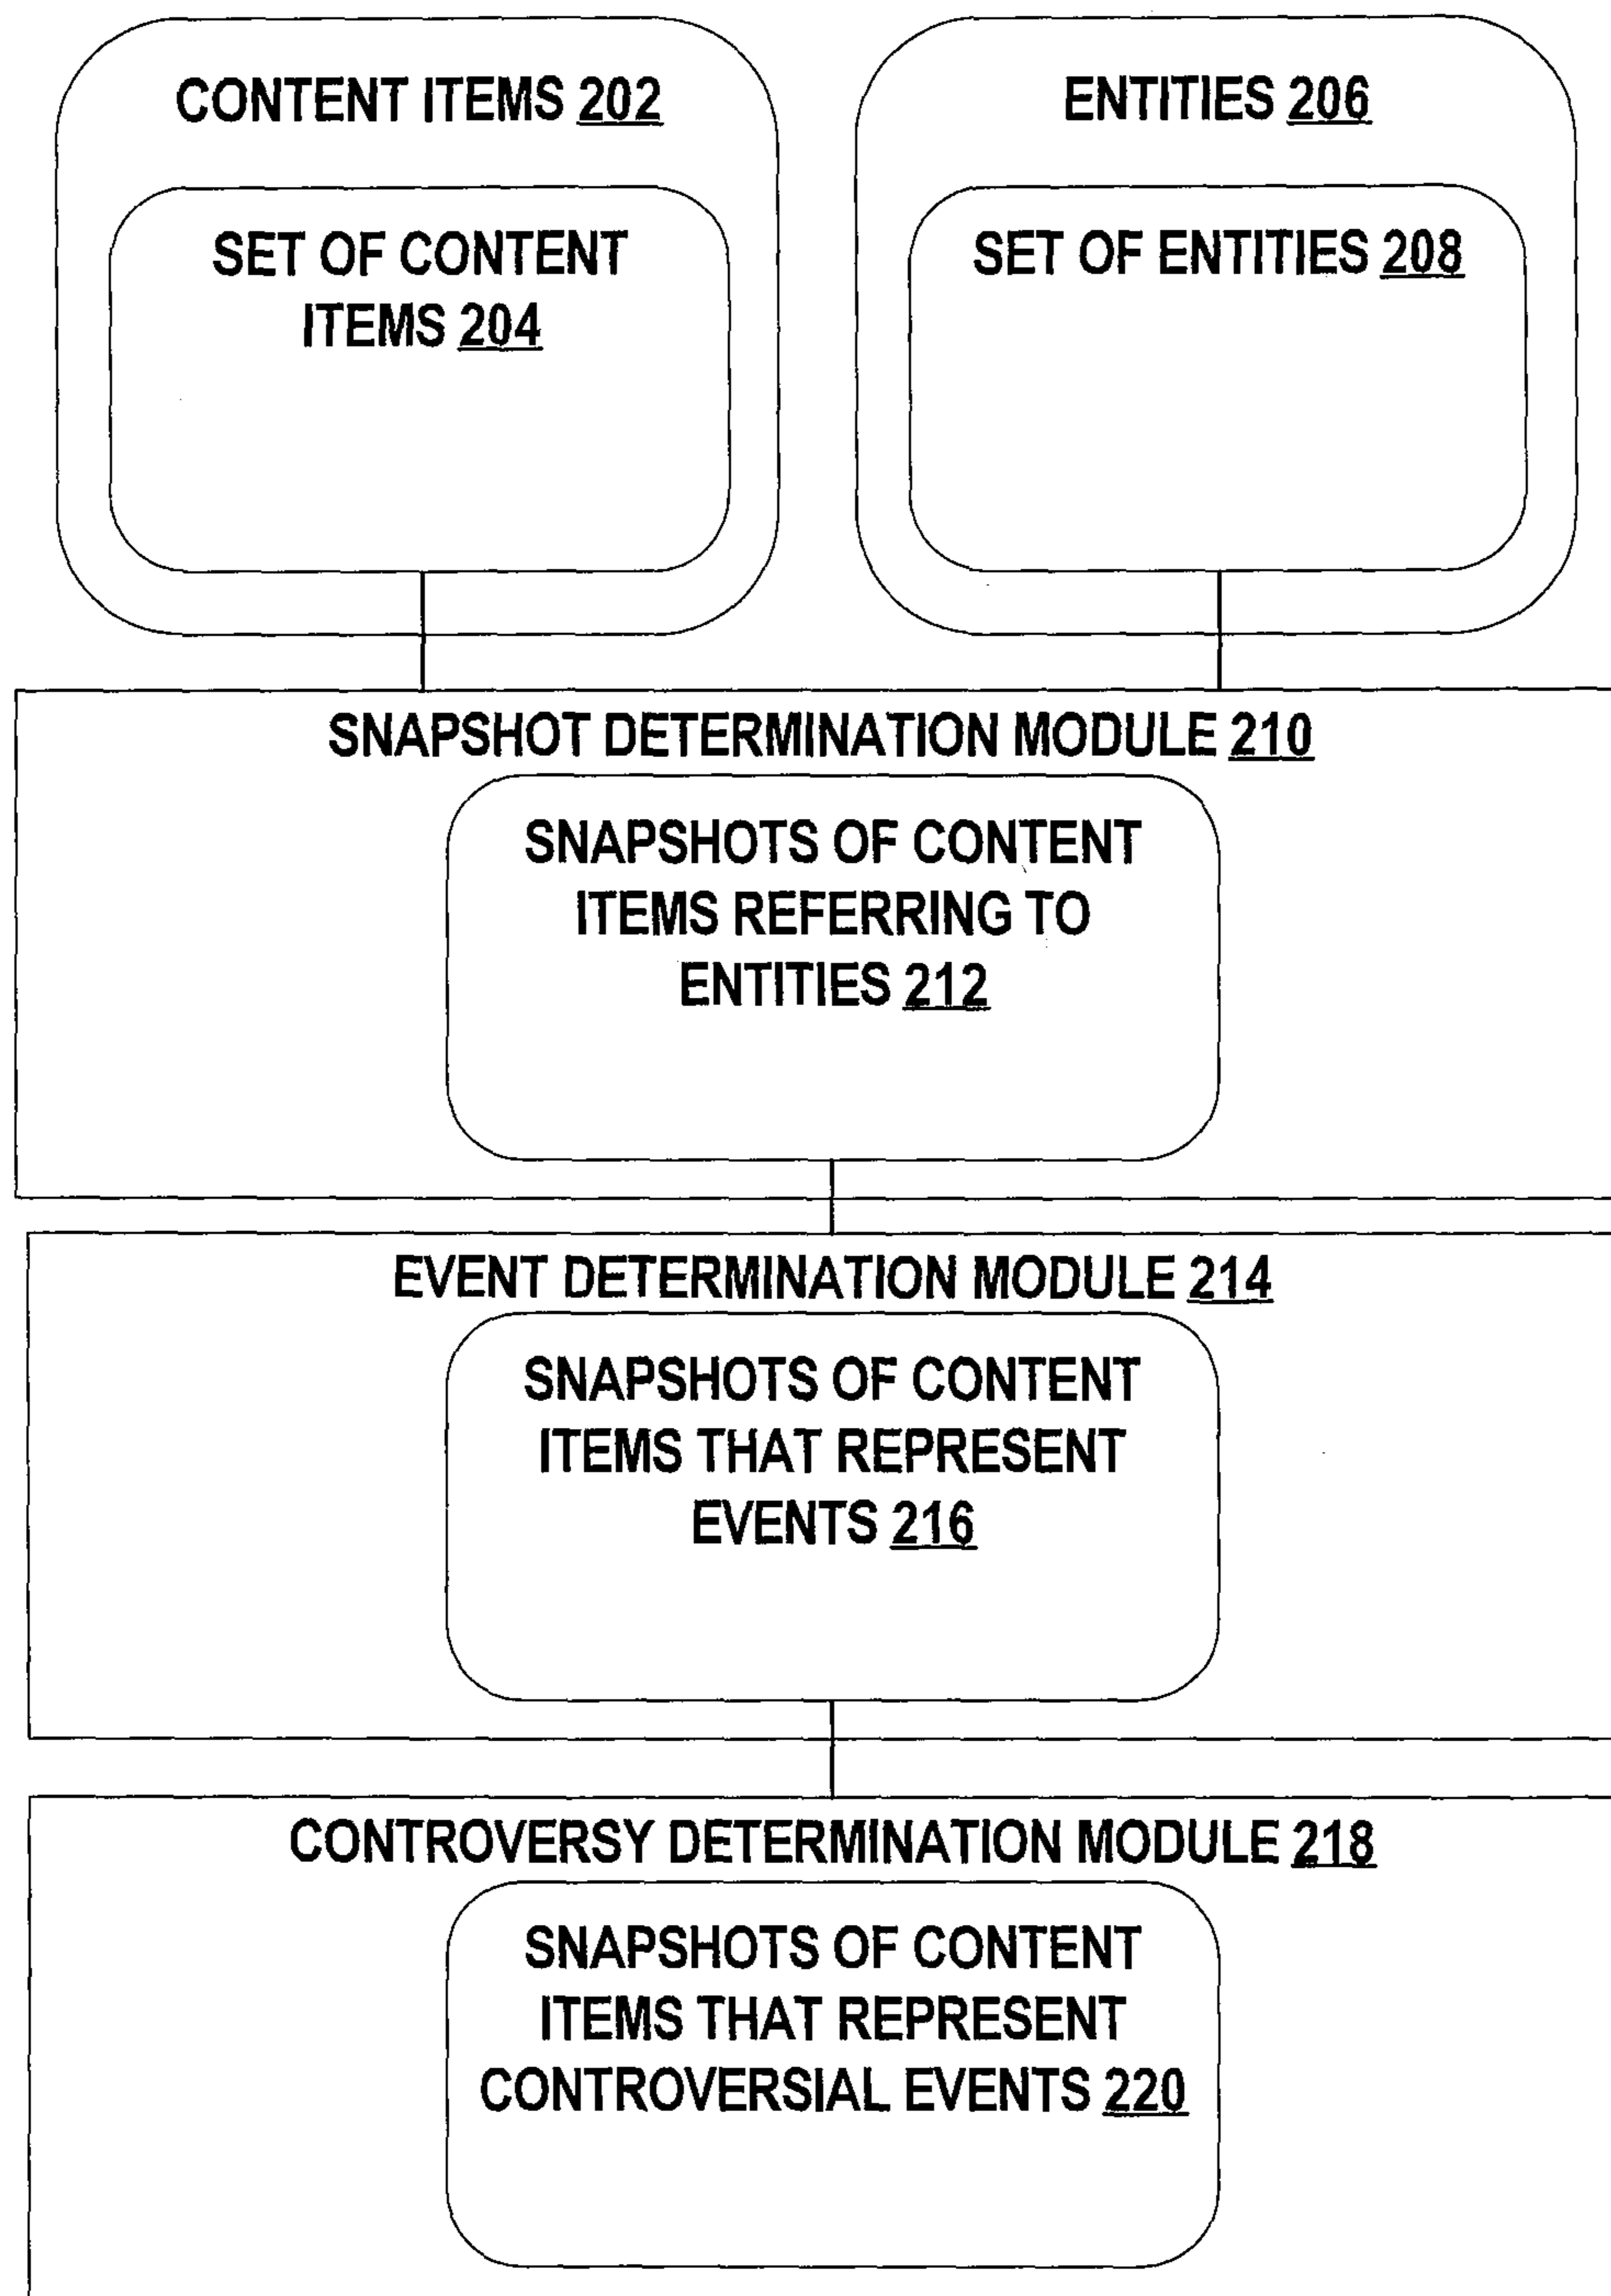 CONTENT ITEMS 202
ENTITIES 206
SET OF CONTENT
ITEMS 204
SET OF ENTITIES 208
SNAPSHOT DETERMINATION MODULE 210
SNAPSHOTS OF CONTENT
ITEMS REFERRING TO
ENTITIES 212
EVENT DETERMINATION MODULE 214
SNAPSHOTS OF CONTENT
ITEMS THAT REPRESENT
EVENTS 216
CONTROVERSY DETERMINATION MODULE 218
SNAPSHOTS OF CONTENT
ITEMS THAT REPRESENT
CONTROVERSIAL EVENTS 220